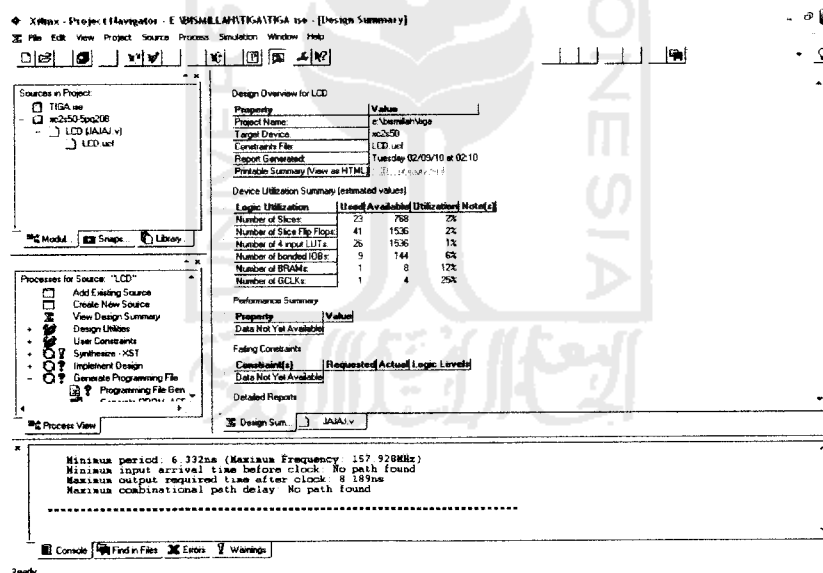 Xilinx - Project Navigator - E:\BISMILLAH\TIGA\TIGA.ise - [Design Summary]
File Edit View Project Source Process Simulation Window Help
Sources in Project:
TIGA.ise
xc2s50-5pq208
LCD (JAJAJ.v)
LCD.ucf
Modul... Snaps... Library...
Processes for Source: "LCD"
Add Existing Source
Create New Source
View Design Summary
Design Utilities
User Constraints
Synthesize - XST
Implement Design
Generate Programming File
Programming File Gen
Process View
Design Overview for LCD
Property Value
Project Name: e:\bismillah\tiga
Target Device: xc2s50
Constraints File: LCD.ucf
Report Generated: Tuesday 02/09/10 at 02:10
Printable Summary (View as HTML)
Device Utilization Summary (estimated values)
Logic Utilization Used Available Utilization Note(s)
Number of Slices: 23 768 2%
Number of Slice Flip Flops: 41 1536 2%
Number of 4 input LUTs: 26 1536 1%
Number of bonded IOBs: 9 144 6%
Number of BRAMs: 1 8 12%
Number of GCLKs: 1 4 25%
Performance Summary
Property Value
Data Not Yet Available
Failing Constraints
Constraint(s) Requested Actual Logic Levels
Data Not Yet Available
Detailed Reports
Design Sum... JAJAJ.v
Minimum period: 6.332ns (Maximum Frequency: 157.928MHz)
Minimum input arrival time before clock: No path found
Maximum output required time after clock: 8.189ns
Maximum combinational path delay: No path found
Console Find in Files Errors Warnings
Ready